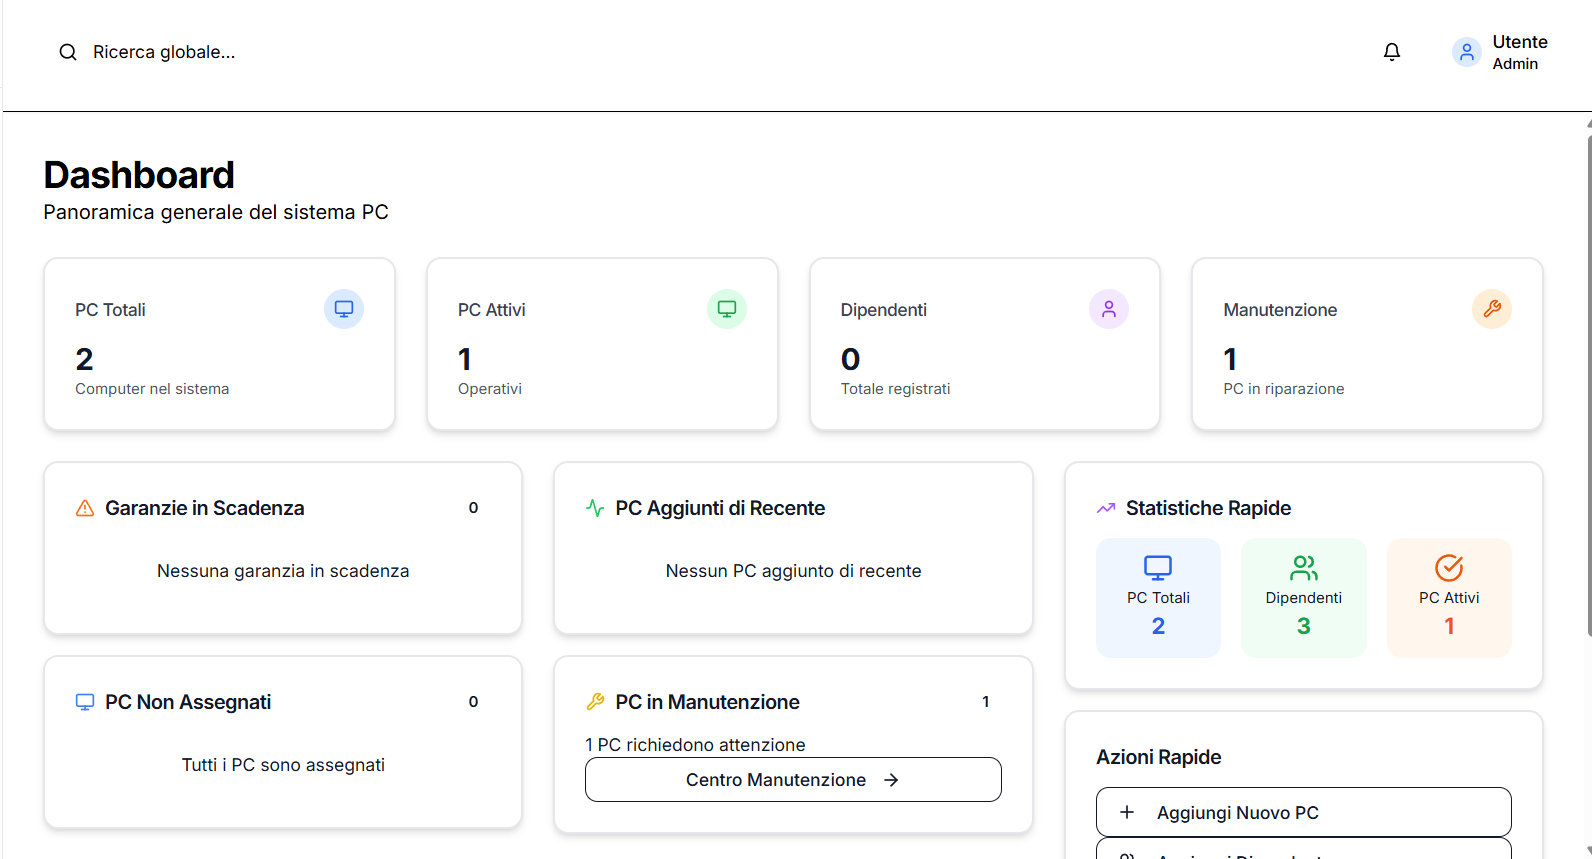 Ricerca globale...
Utente
Admin
Dashboard
Panoramica generale del sistema PC
PC Totali
2
Computer nel sistema
PC Attivi
1
Operativi
Dipendenti
0
Totale registrati
Manutenzione
1
PC in riparazione
Garanzie in Scadenza 0
Nessuna garanzia in scadenza
PC Aggiunti di Recente
Nessun PC aggiunto di recente
Statistiche Rapide
PC Totali
2
Dipendenti
3
PC Attivi
1
PC Non Assegnati 0
Tutti i PC sono assegnati
PC in Manutenzione 1
1 PC richiedono attenzione
Centro Manutenzione
Azioni Rapide
Aggiungi Nuovo PC